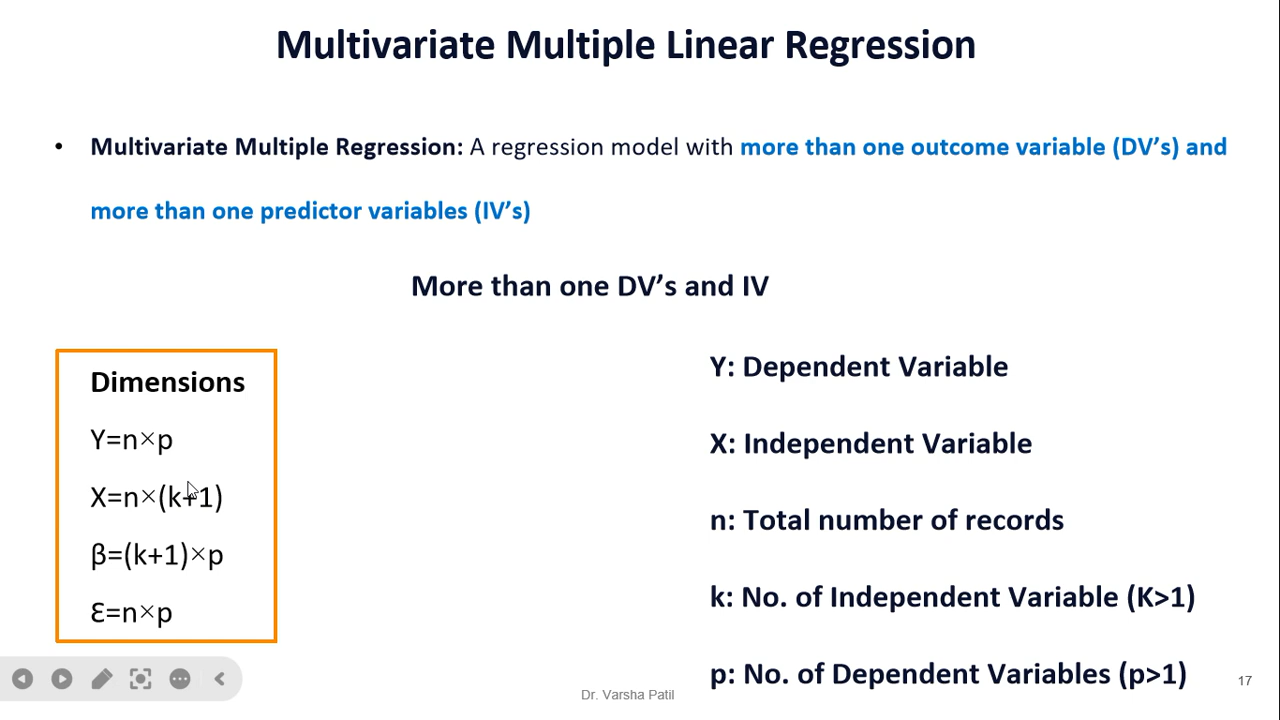 Multivariate Multiple Linear Regression
• Multivariate Multiple Regression: A regression model with more than one outcome variable (DV’s) and
more than one predictor variables (IV’s)
More than one DV’s and IV
Dimensions
Y=n×p
X=n×(k+1)
β=(k+1)×p
Ɛ=n×p
Y: Dependent Variable
X: Independent Variable
n: Total number of records
k: No. of Independent Variable (K>1)
p: No. of Dependent Variables (p>1)
Dr. Varsha Patil
17